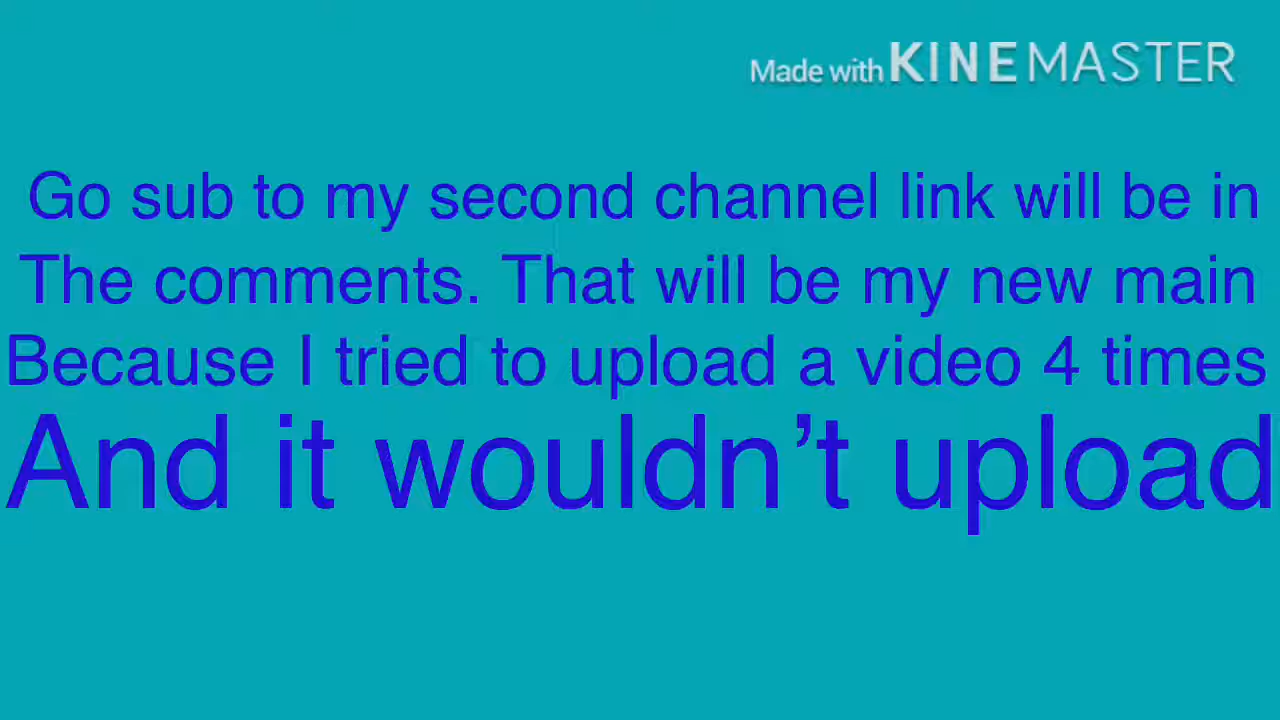 Made with KINEMASTER
Go sub to my second channel link will be in
The comments. That will be my new main
Because I tried to upload a video 4 times
And it wouldn’t upload